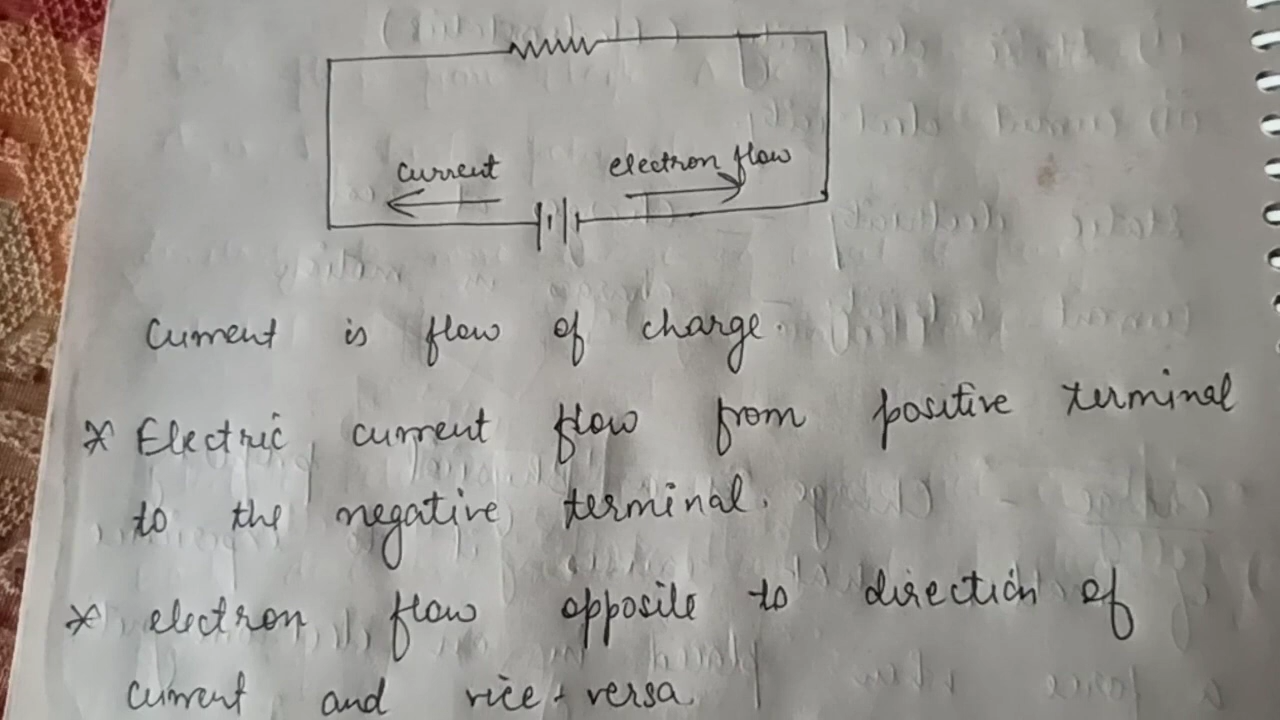 current
electron flow
Current is flow of charge.
* Electric current flow from positive terminal
to the negative terminal.
* electron flow opposite to direction of
current and vice-versa